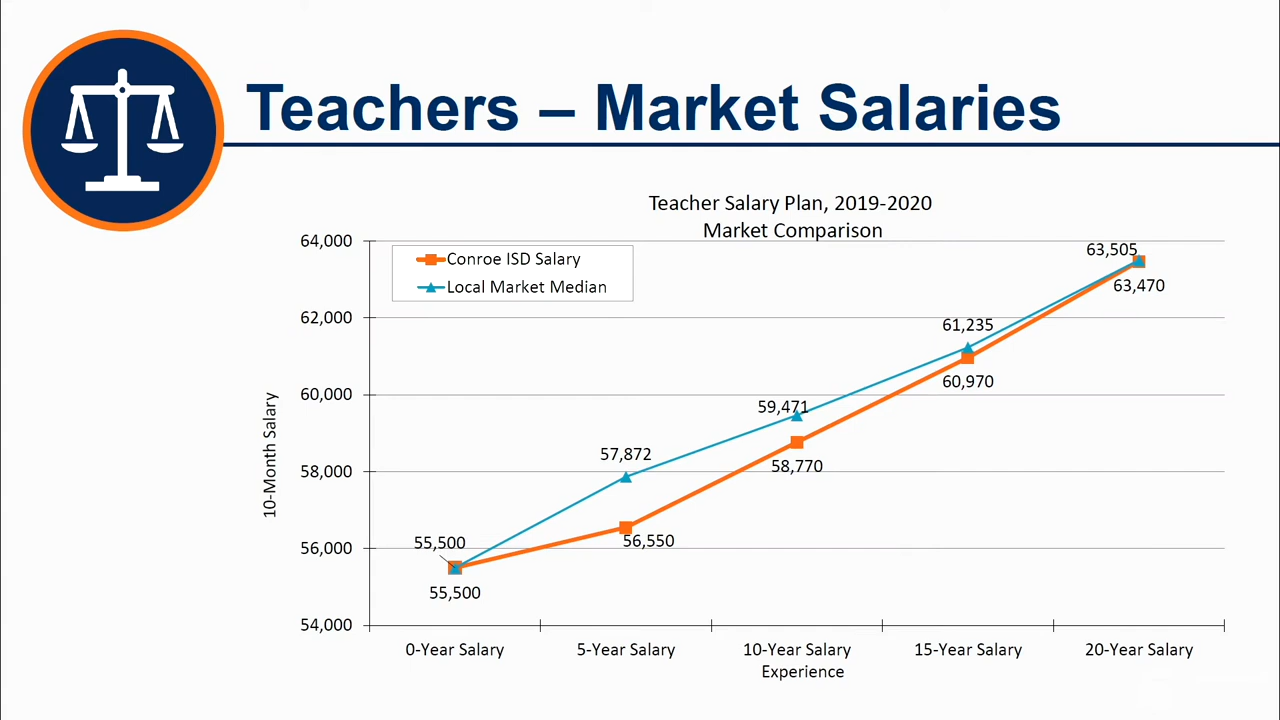 Teachers – Market Salaries
Teacher Salary Plan, 2019-2020
Market Comparison
Conroe ISD Salary
Local Market Median
64,000
62,000
60,000
58,000
56,000
54,000
10-Month Salary
55,500
55,500
57,872
56,550
59,471
58,770
61,235
60,970
63,505
63,470
0-Year Salary
5-Year Salary
10-Year Salary
15-Year Salary
20-Year Salary
Experience